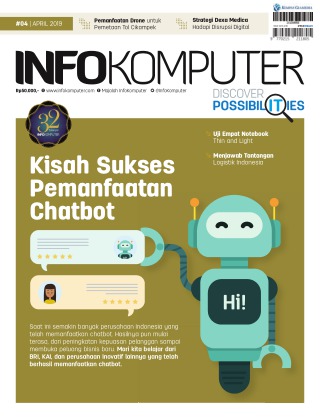 #04 | APRIL 2019
Pemanfaatan Drone untuk
Pemetaan Tol Cikampek
Strategi Dexa Medica
Hadapi Disrupsi Digital
INFOKOMPUTER
Rp50.000,-
www.infokomputer.com
Majalah InfoKomputer
@InfoKomputer
DISCOVER
POSSIBILITIES
32
INFOKOMPUTER
Uji Empat Notebook
Thin and Light
Menjawab Tantangan
Logistik Indonesia
Kisah Sukses
Pemanfaatan
Chatbot
Hi!
Saat ini semakin banyak perusahaan Indonesia yang
telah memanfaatkan chatbot. Hasilnya pun mulai
terasa, dari peningkatan kepuasan pelanggan sampai
membuka peluang bisnis baru. Mari kita belajar dari
BRI, KAI, dan perusahaan inovatif lainnya yang telah
berhasil memanfaatkan chatbot.